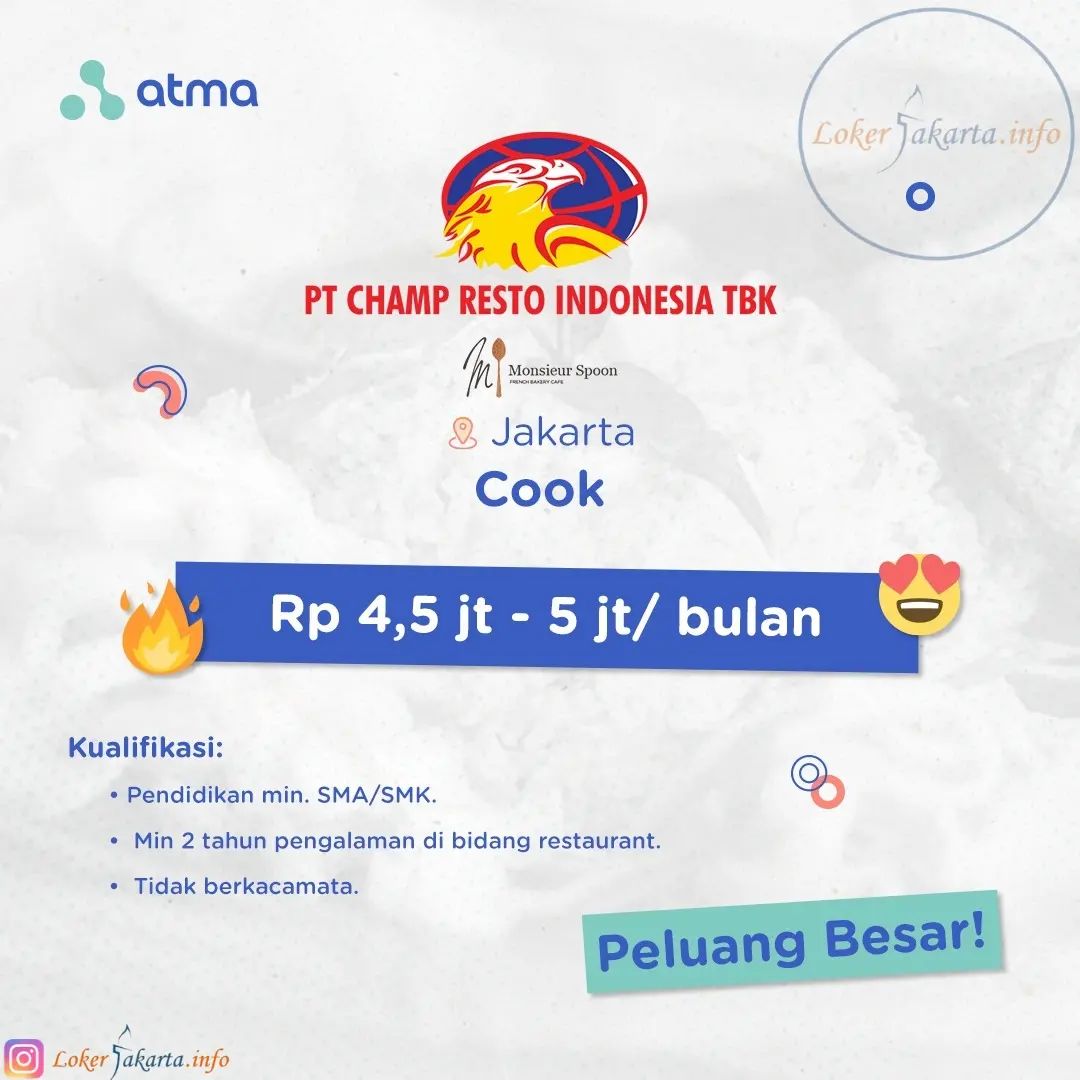 atma
Loker Jakarta.info
PT CHAMP RESTO INDONESIA TBK
M Monsieur Spoon
FRENCH BAKERY CAFE
Jakarta
Cook
Rp 4,5 jt - 5 jt/ bulan
Kualifikasi:
• Pendidikan min. SMA/SMK.
• Min 2 tahun pengalaman di bidang restaurant.
• Tidak berkacamata.
Peluang Besar!
Loker Jakarta.info